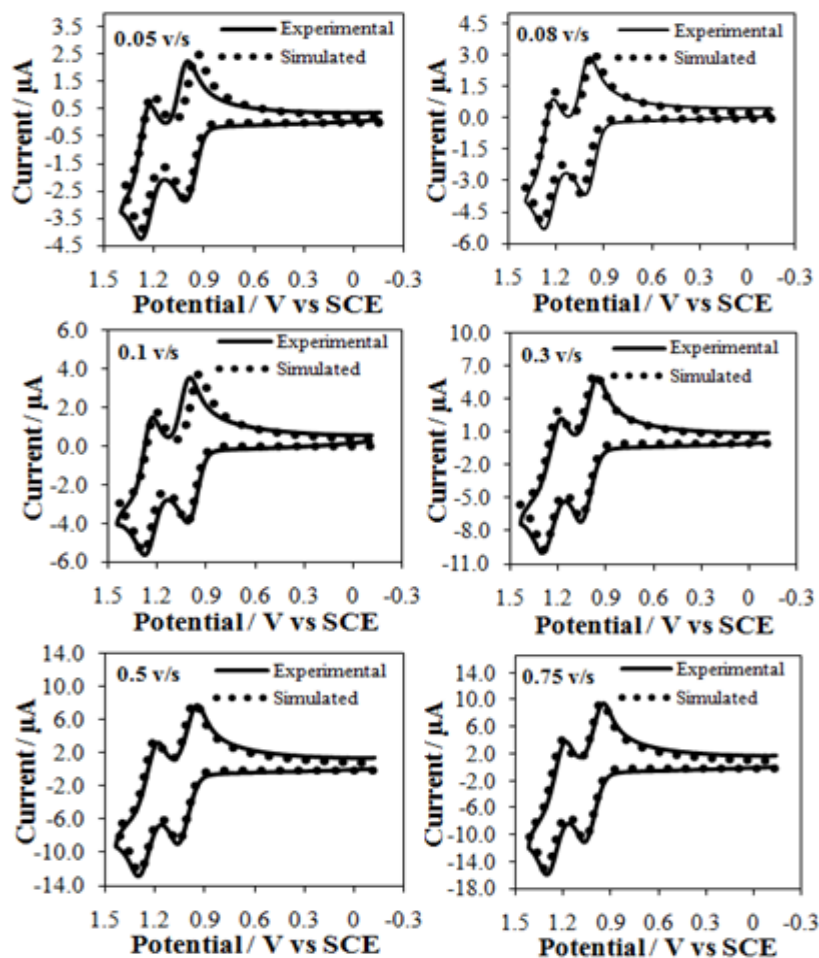 3.5
2.5
1.5
0.5
-0.5
-1.5
-2.5
-3.5
-4.5
Current / µA
0.05 v/s
Experimental
Simulated
1.5 1.2 0.9 0.6 0.3 0 -0.3
Potential / V vs SCE
4.5
3.0
1.5
0.0
-1.5
-3.0
-4.5
-6.0
Current / µA
0.08 v/s
Experimental
Simulated
1.5 1.2 0.9 0.6 0.3 0 -0.3
Potential / V vs SCE
6.0
4.0
2.0
0.0
-2.0
-4.0
-6.0
Current / µA
0.1 v/s
Experimental
Simulated
1.5 1.2 0.9 0.6 0.3 0 -0.3
Potential / V vs SCE
10.0
7.0
4.0
1.0
-2.0
-5.0
-8.0
-11.0
Current / µA
0.3 v/s
Experimental
Simulated
1.5 1.2 0.9 0.6 0.3 0 -0.3
Potential / V vs SCE
14.0
10.0
6.0
2.0
-2.0
-6.0
-10.0
-14.0
Current / µA
0.5 v/s
Experimental
Simulated
1.5 1.2 0.9 0.6 0.3 0 -0.3
Potential / V vs SCE
14.0
10.0
6.0
2.0
-2.0
-6.0
-10.0
-14.0
-18.0
Current / µA
0.75 v/s
Experimental
Simulated
1.5 1.2 0.9 0.6 0.3 0 -0.3
Potential / V vs SCE